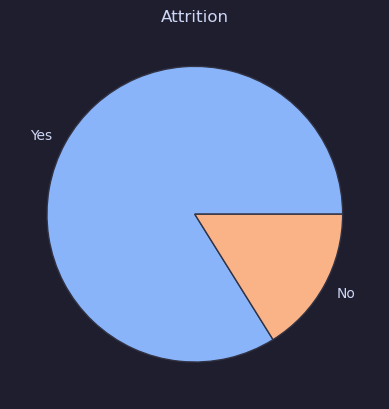 Attrition
Yes
No